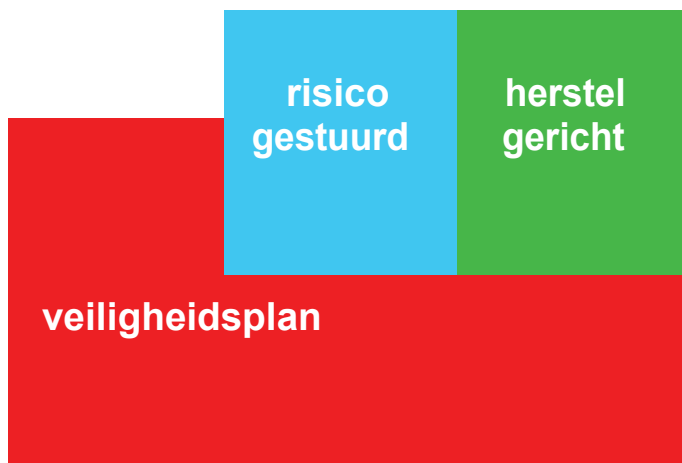 risico
gestuurd
herstel
gericht
veiligheidsplan